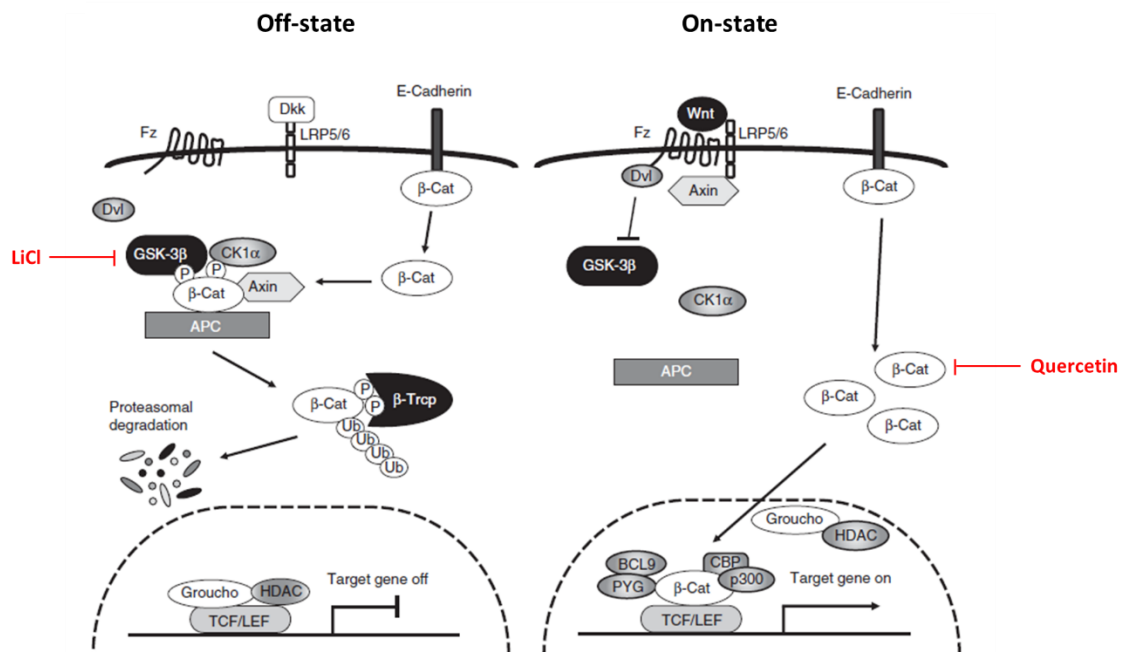 Off-state
On-state
Dkk
E-Cadherin
Fz
LRP5/6
β-Cat
Dvl
LiCl
GSK-3β
CK1α
P
P
β-Cat
Axin
β-Cat
APC
Proteasomal
degradation
β-Cat
P
P
β-Trcp
Ub
Ub
Ub
Ub
Groucho
HDAC
Target gene off
TCF/LEF
Wnt
E-Cadherin
Fz
LRP5/6
Dvl
Axin
β-Cat
GSK-3β
CK1α
APC
β-Cat
Quercetin
β-Cat
β-Cat
Groucho
HDAC
BCL9
CBP
PYG
β-Cat
p300
Target gene on
TCF/LEF